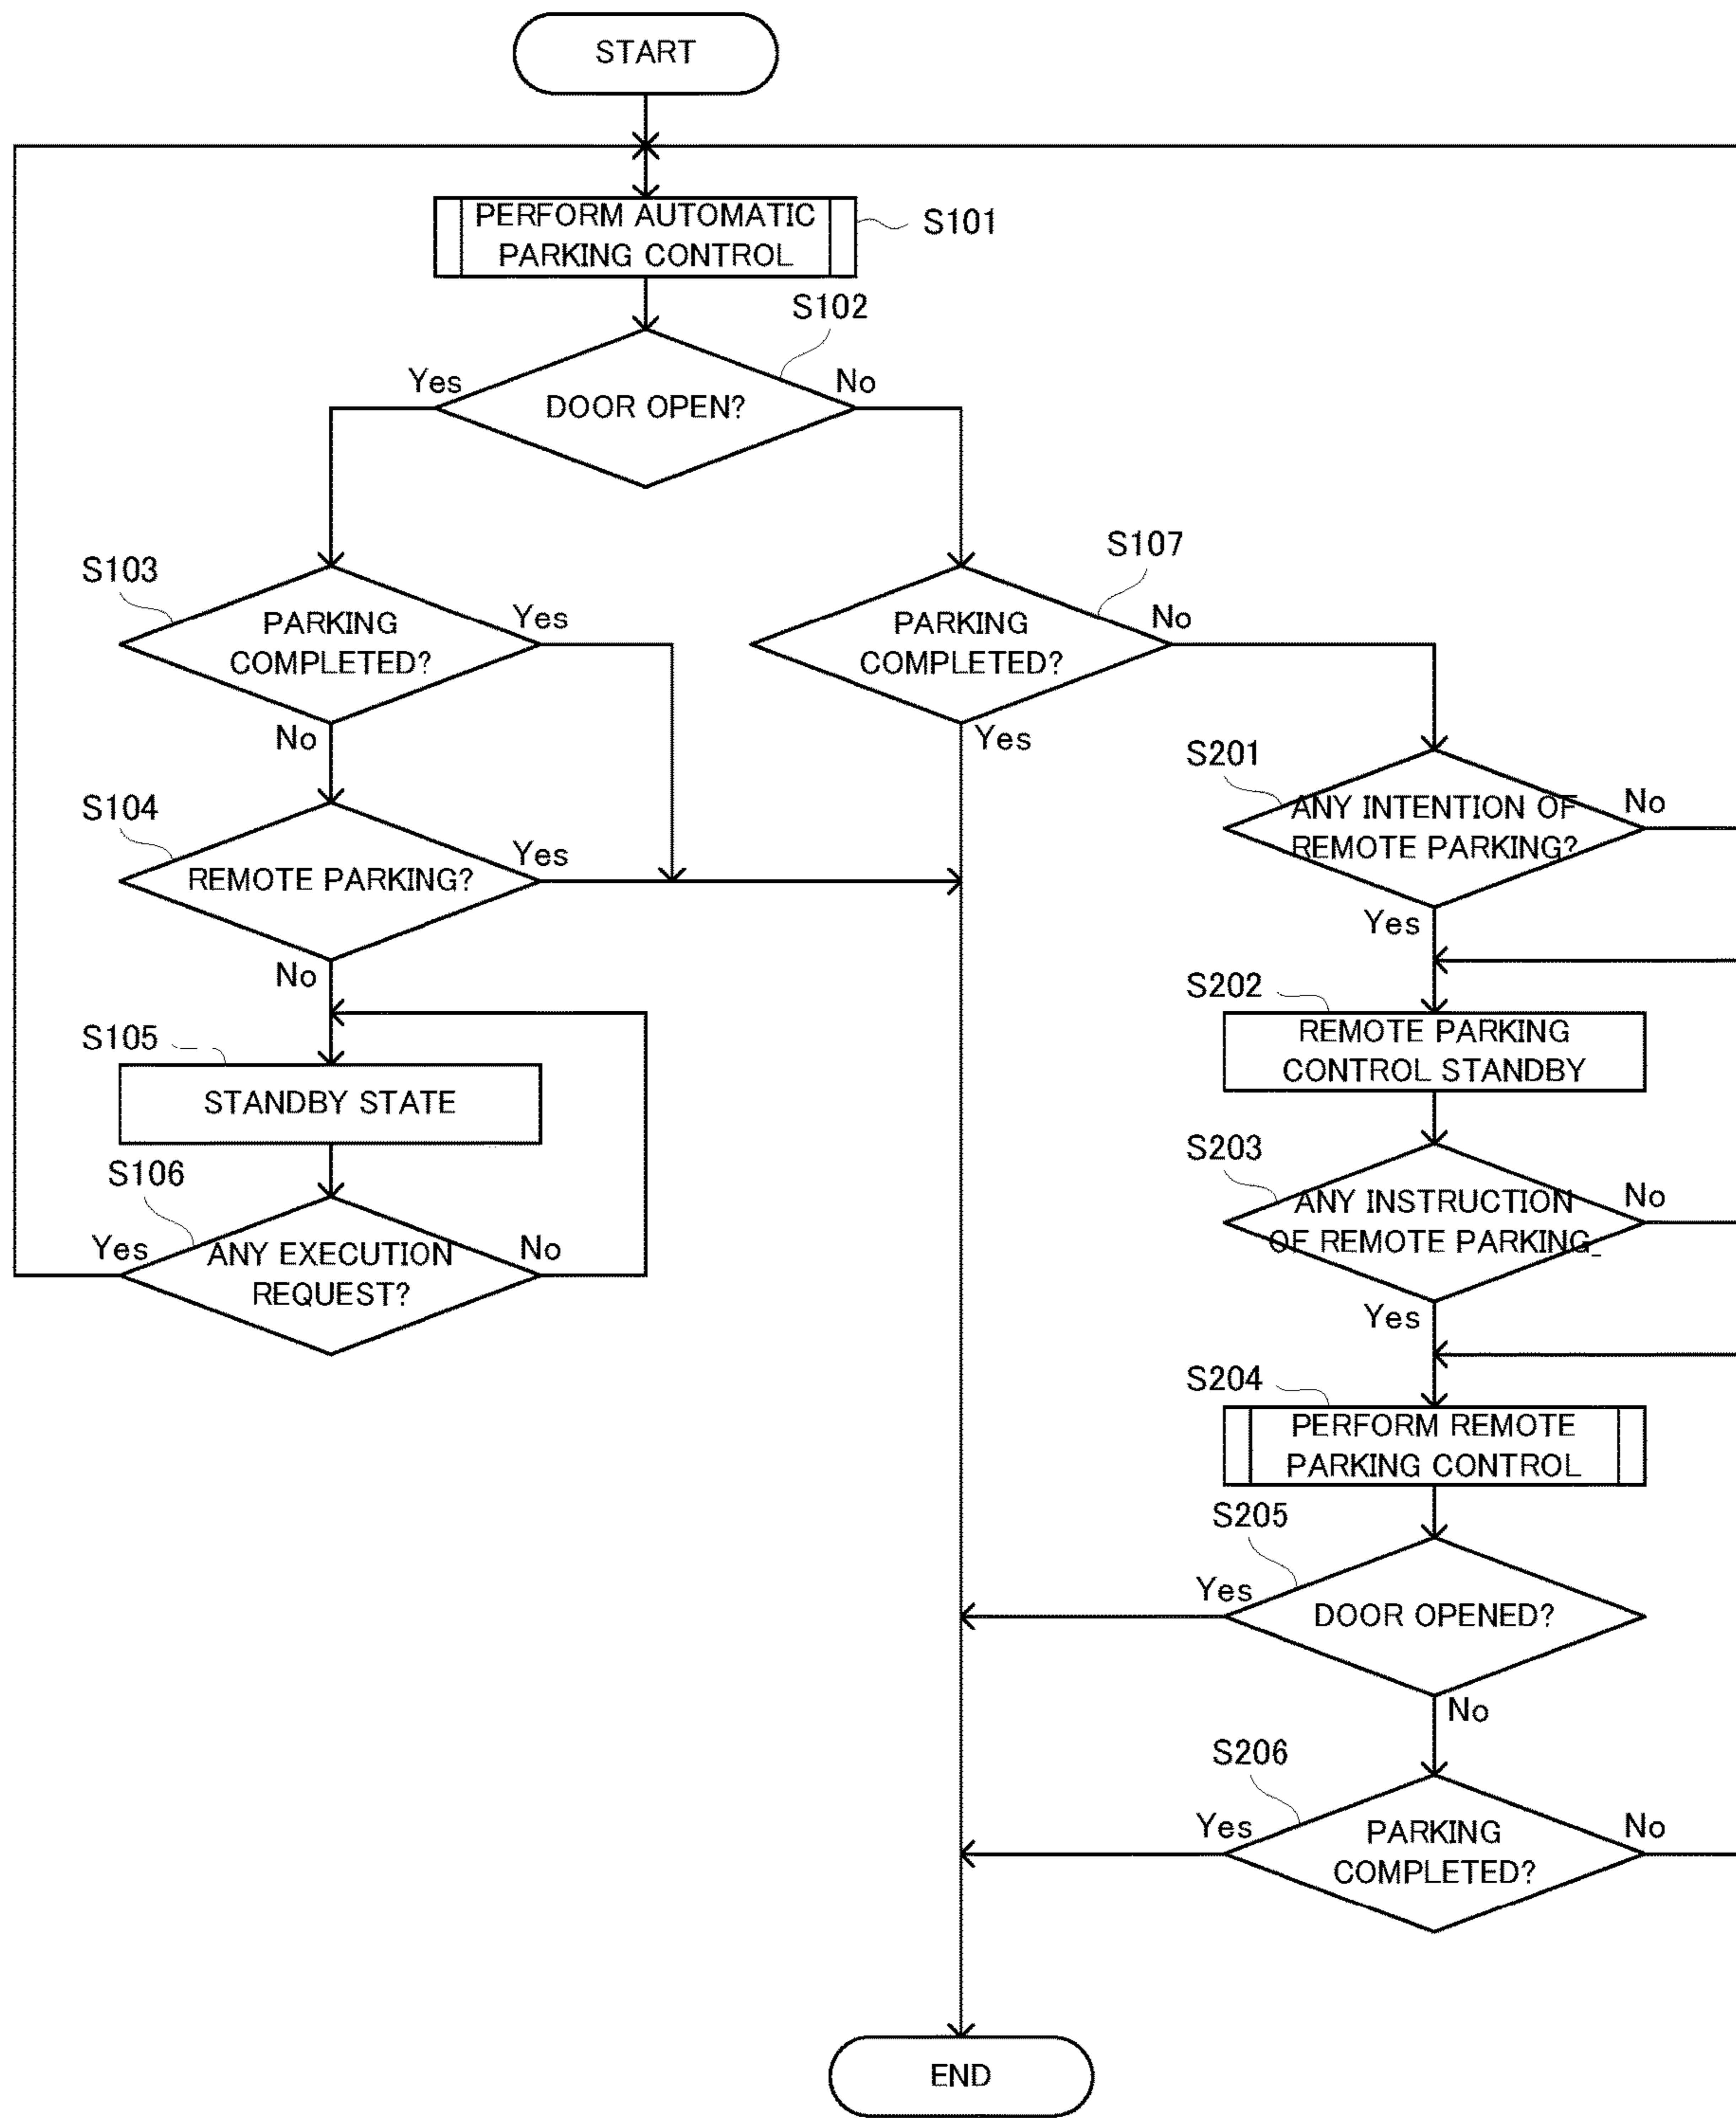 START
PERFORM AUTOMATIC
PARKING CONTROL
S101
S102
Yes
No
DOOR OPEN?
S103
PARKING
COMPLETED?
Yes
No
S107
PARKING
COMPLETED?
No
Yes
S104
REMOTE PARKING?
Yes
No
S201
ANY INTENTION OF
REMOTE PARKING?
No
Yes
S105
STANDBY STATE
S202
REMOTE PARKING
CONTROL STANDBY
S106
Yes
ANY EXECUTION
REQUEST?
No
S203
ANY INSTRUCTION
OF REMOTE PARKING_
No
Yes
S204
PERFORM REMOTE
PARKING CONTROL
S205
Yes
DOOR OPENED?
No
S206
Yes
PARKING
COMPLETED?
No
END